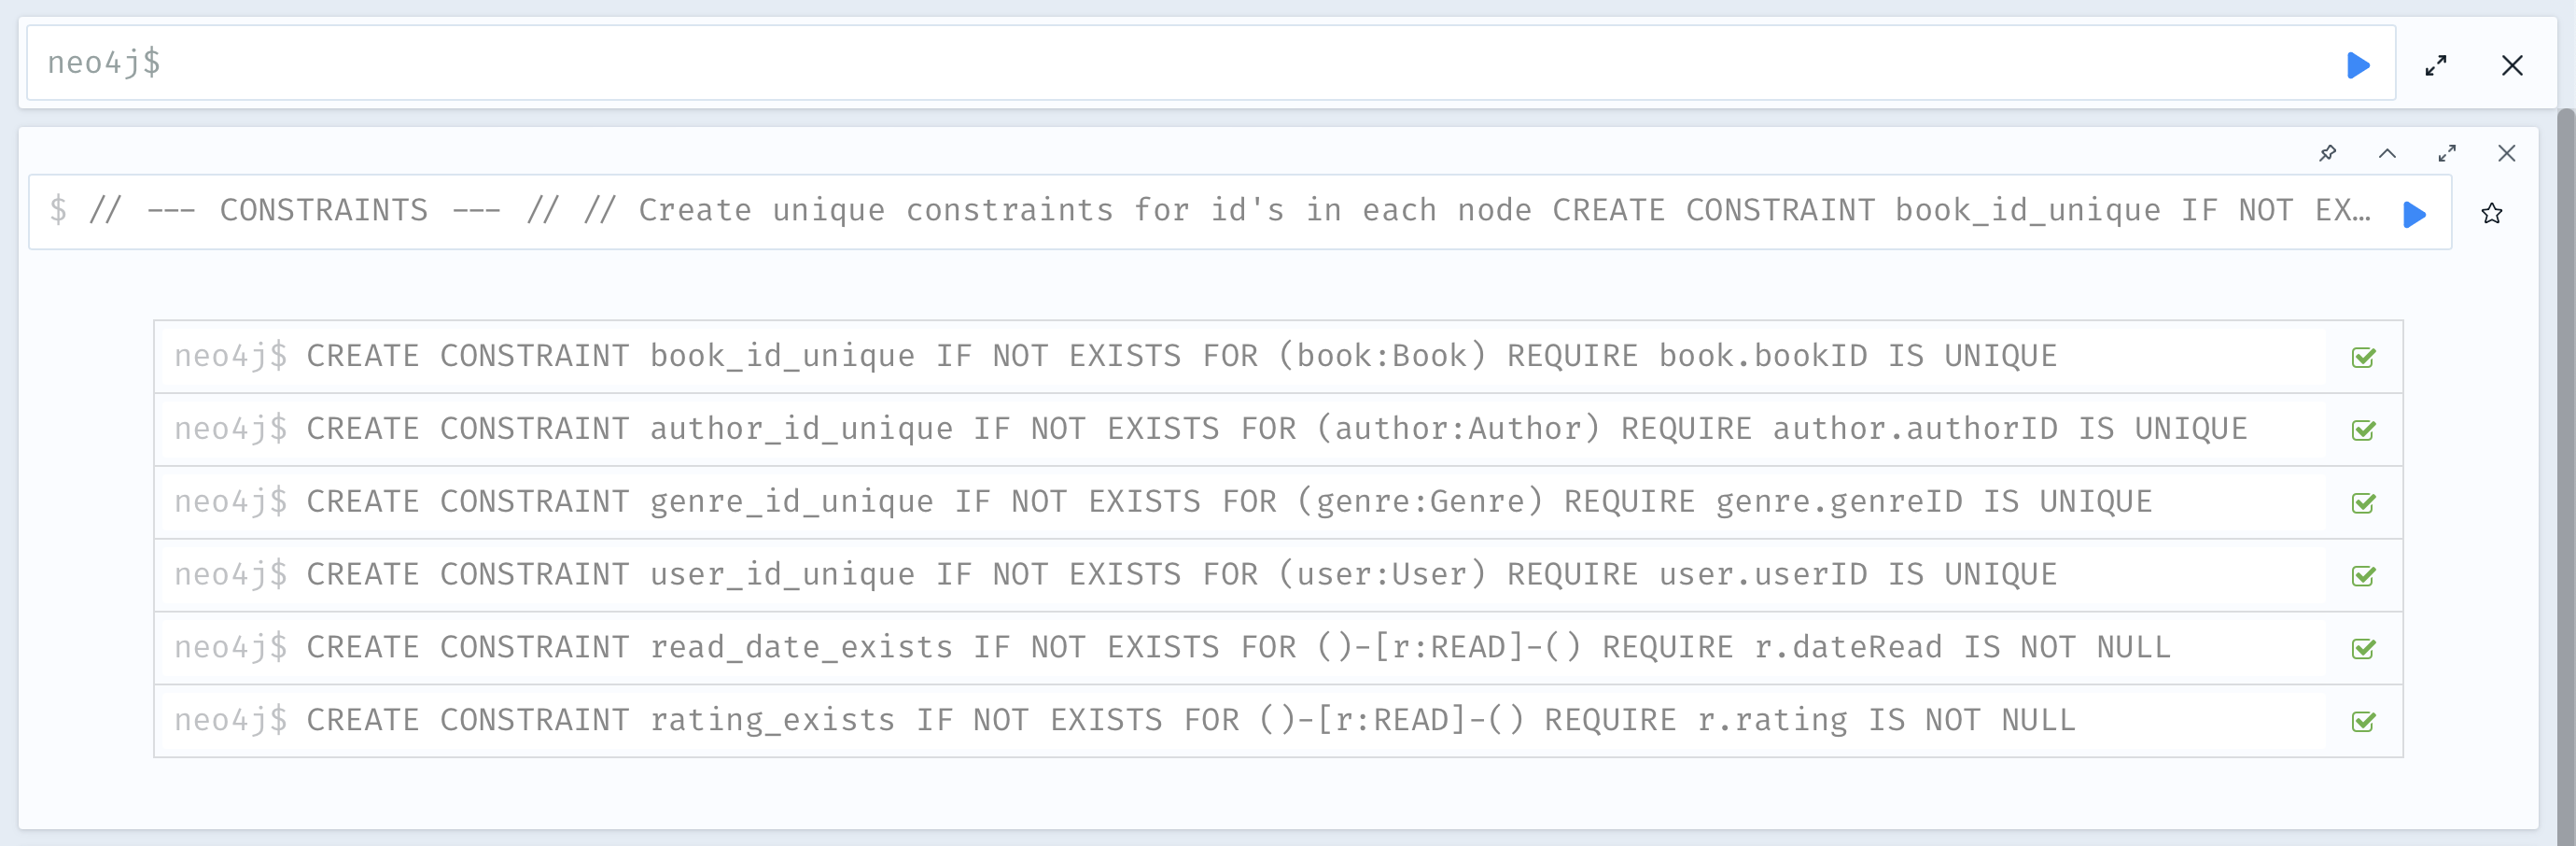 neo4j$
$ // --- CONSTRAINTS --- // // Create unique constraints for id's in each node CREATE CONSTRAINT book_id_unique IF NOT EX…
neo4j$ CREATE CONSTRAINT book_id_unique IF NOT EXISTS FOR (book:Book) REQUIRE book.bookID IS UNIQUE
neo4j$ CREATE CONSTRAINT author_id_unique IF NOT EXISTS FOR (author:Author) REQUIRE author.authorID IS UNIQUE
neo4j$ CREATE CONSTRAINT genre_id_unique IF NOT EXISTS FOR (genre:Genre) REQUIRE genre.genreID IS UNIQUE
neo4j$ CREATE CONSTRAINT user_id_unique IF NOT EXISTS FOR (user:User) REQUIRE user.userID IS UNIQUE
neo4j$ CREATE CONSTRAINT read_date_exists IF NOT EXISTS FOR ()-[r:READ]-() REQUIRE r.dateRead IS NOT NULL
neo4j$ CREATE CONSTRAINT rating_exists IF NOT EXISTS FOR ()-[r:READ]-() REQUIRE r.rating IS NOT NULL